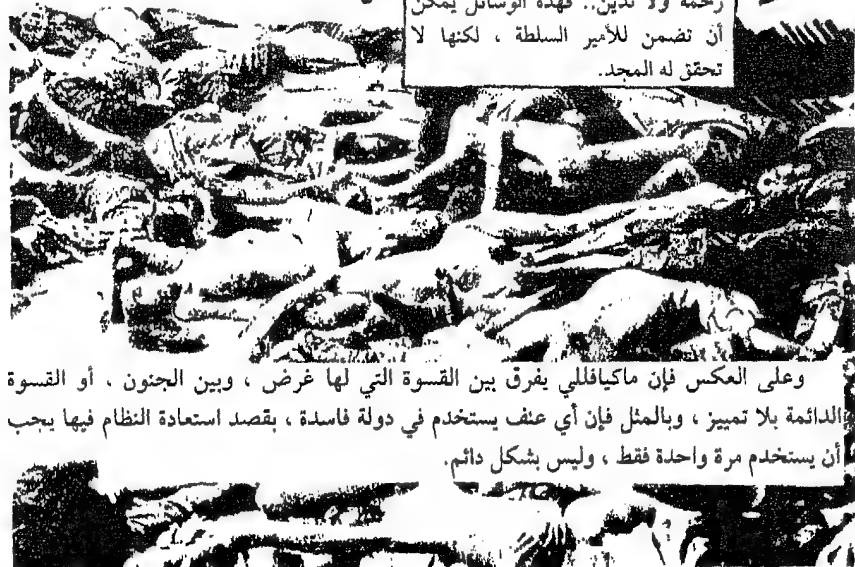 رحمة ولا تدين.. فهذه الوسائل يمكن
أن تضمن للأمير السلطة ، لكنها لا
تحقق له المجد.
وعلى العكس فإن ماكيافللي يفرق بين القسوة التي لها غرض ، وبين الجنون ، أو القسوة
الدائمة بلا تمييز ، وبالمثل فإن أي عنف يستخدم في دولة فاسدة ، بقصد استعادة النظام فيها يجب
أن يستخدم مرة واحدة فقط ، وليس بشكل دائم.